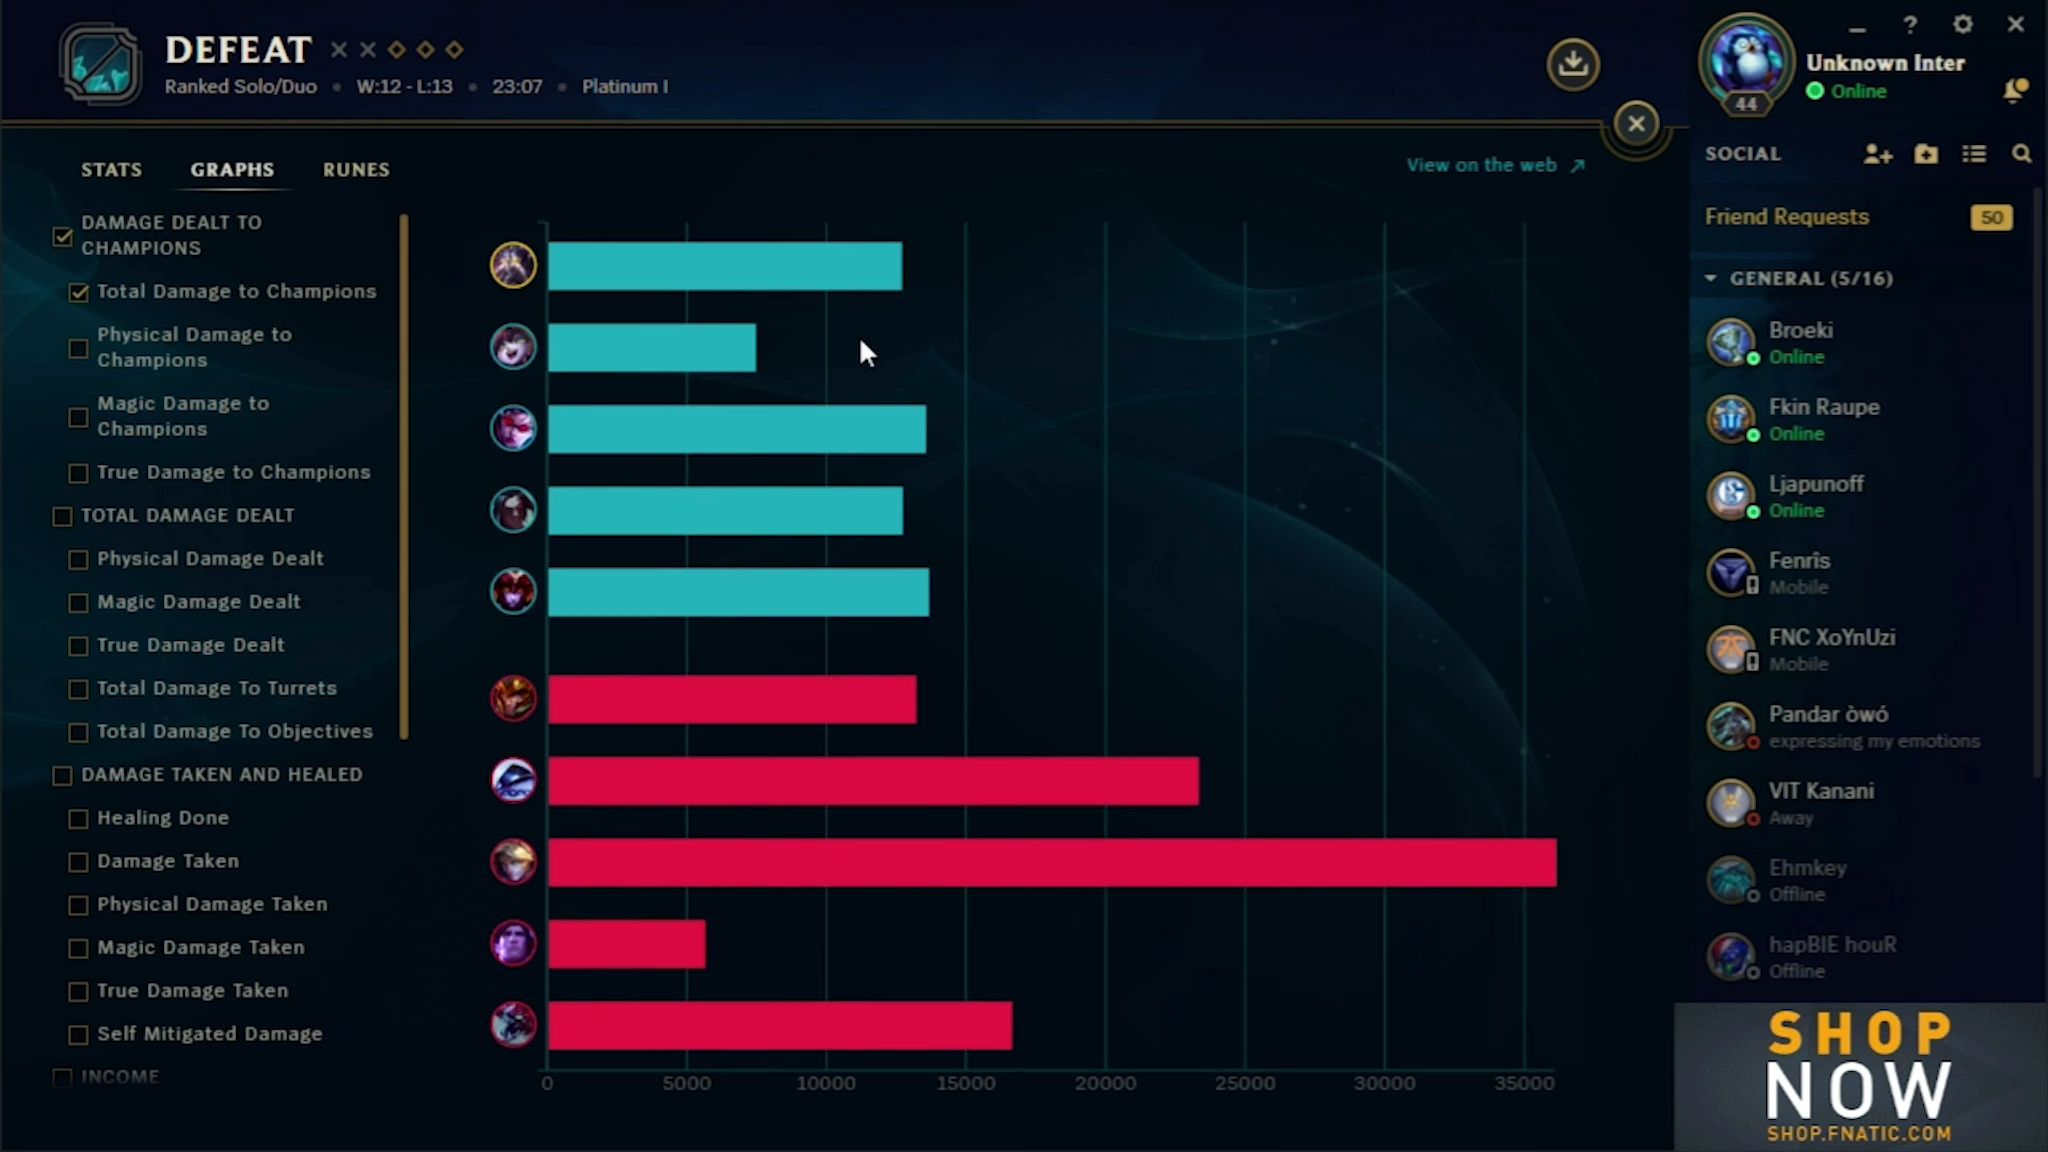 DEFEAT
Ranked Solo/Duo • W:12 - L:13 • 23:07 • Platinum I
44
Unknown Inter
Online
STATS
GRAPHS
RUNES
View on the web
DAMAGE DEALT TO
CHAMPIONS
Total Damage to Champions
Physical Damage to
Champions
Magic Damage to
Champions
True Damage to Champions
TOTAL DAMAGE DEALT
Physical Damage Dealt
Magic Damage Dealt
True Damage Dealt
Total Damage To Turrets
Total Damage To Objectives
DAMAGE TAKEN AND HEALED
Healing Done
Damage Taken
Physical Damage Taken
Magic Damage Taken
True Damage Taken
Self Mitigated Damage
INCOME
0 5000 10000 15000 20000 25000 30000 35000
SOCIAL
Friend Requests 50
GENERAL (5/16)
Broeki
Online
Fkin Raupe
Online
Ljapunoff
Online
Fenrîs
Mobile
FNC XoYnUzi
Mobile
Pandar òwó
expressing my emotions
VIT Kanani
Away
Ehmkey
Offline
hapBIE houR
Offline
SHOP
NOW
SHOP.FNATIC.COM